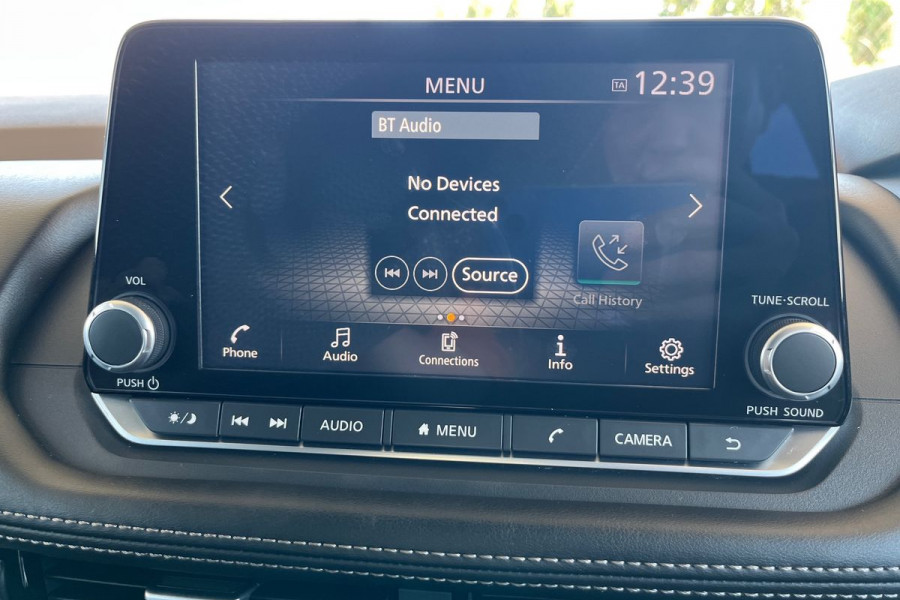 MENU
TA 12:39
BT Audio
No Devices
Connected
Source
Call History
VOL
TUNE·SCROLL
Phone
Audio
Connections
Info
Settings
PUSH
PUSH SOUND
AUDIO
MENU
CAMERA